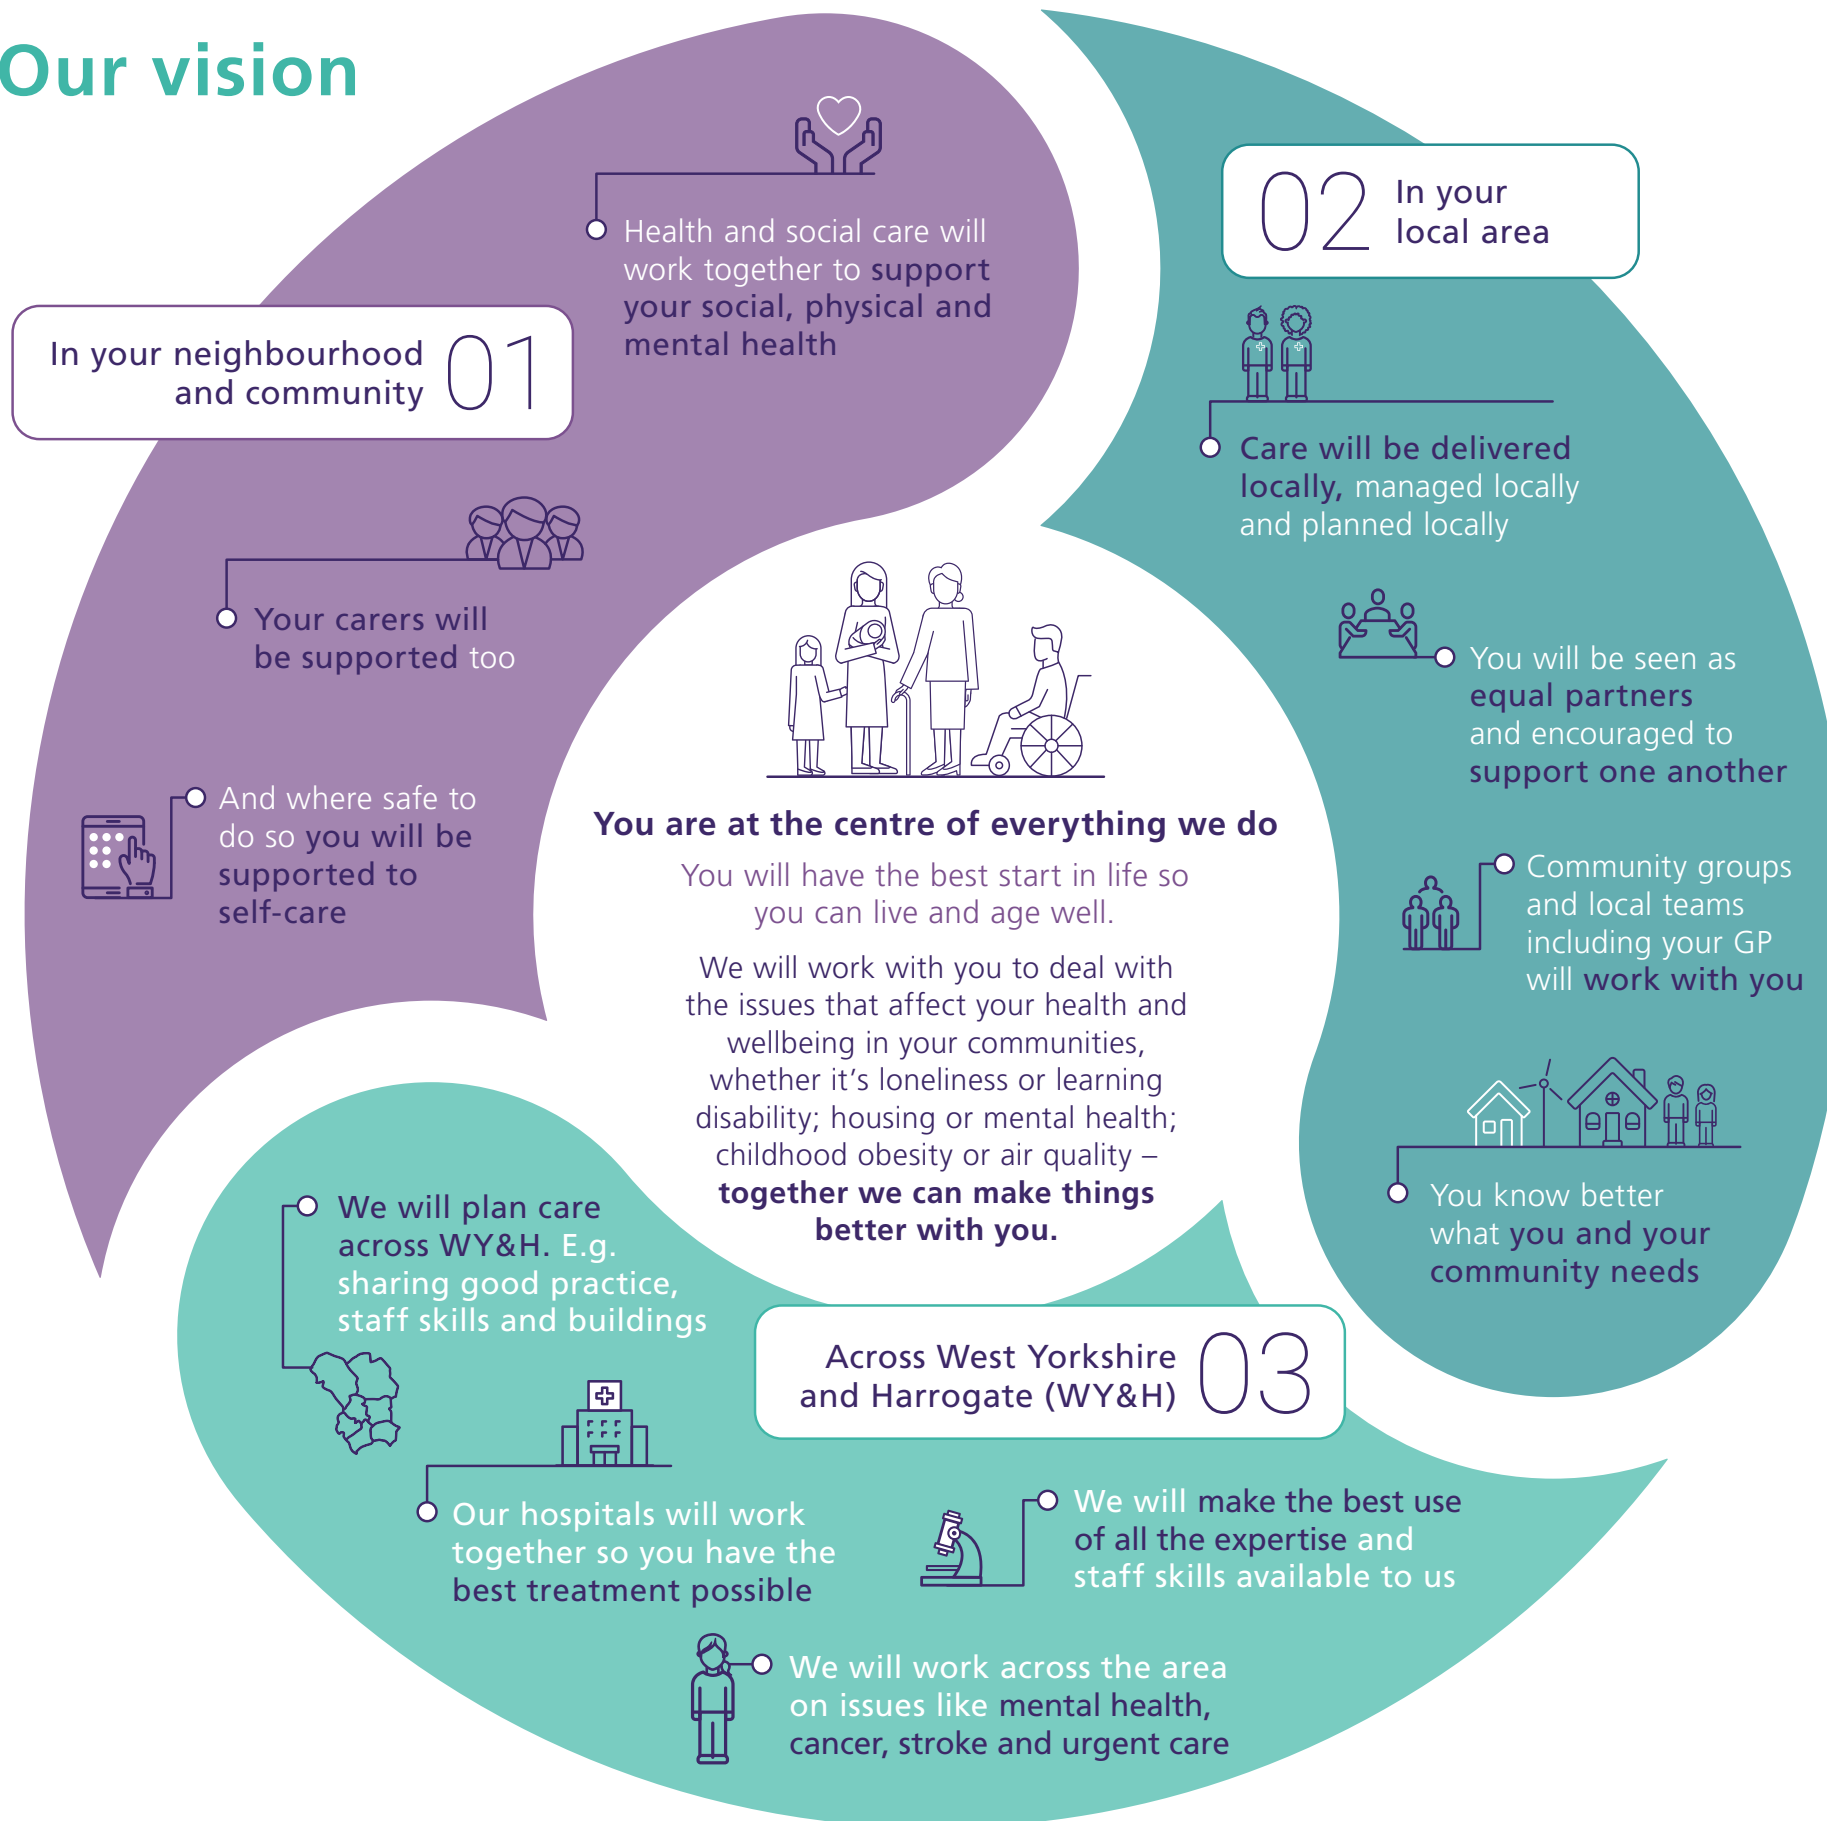 Our vision
In your neighbourhood
and community
01
Health and social care will
work together to support
your social, physical and
mental health
Your carers will
be supported too
And where safe to
do so you will be
supported to
self-care
02
In your
local area
Care will be delivered
locally, managed locally
and planned locally
You will be seen as
equal partners
and encouraged to
support one another
Community groups
and local teams
including your GP
will work with you
You know better
what you and your
community needs
You are at the centre of everything we do
You will have the best start in life so
you can live and age well.
We will work with you to deal with
the issues that affect your health and
wellbeing in your communities,
whether it's loneliness or learning
disability; housing or mental health;
childhood obesity or air quality –
together we can make things
better with you.
Across West Yorkshire
and Harrogate (WY&H)
03
We will plan care
across WY&H. E.g.
sharing good practice,
staff skills and buildings
Our hospitals will work
together so you have the
best treatment possible
We will make the best use
of all the expertise and
staff skills available to us
We will work across the area
on issues like mental health,
cancer, stroke and urgent care